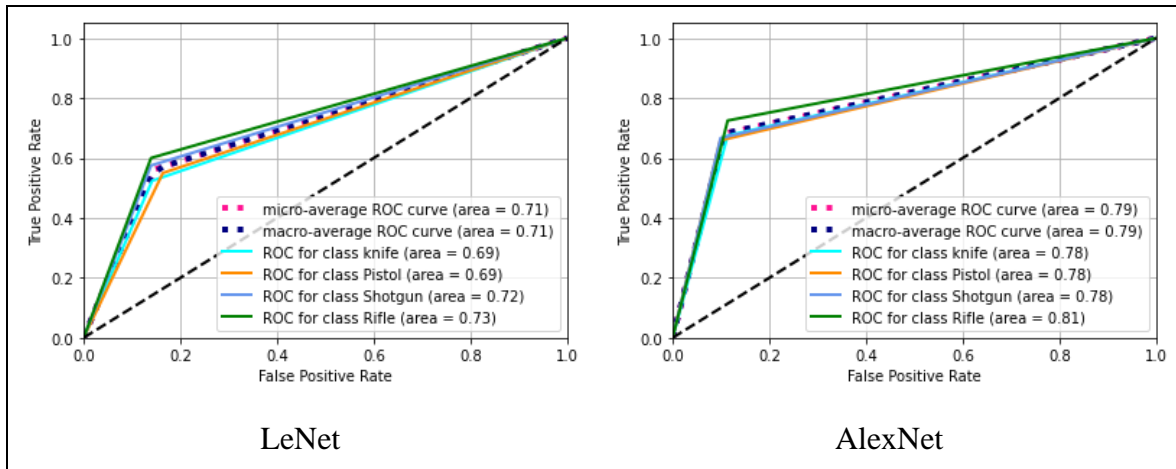 1.0
0.8
0.6
0.4
0.2
0.0
True Positive Rate
micro-average ROC curve (area = 0.71)
macro-average ROC curve (area = 0.71)
ROC for class knife (area = 0.69)
ROC for class Pistol (area = 0.69)
ROC for class Shotgun (area = 0.72)
ROC for class Rifle (area = 0.73)
0.0 0.2 0.4 0.6 0.8 1.0
False Positive Rate
LeNet
1.0
0.8
0.6
0.4
0.2
0.0
True Positive Rate
micro-average ROC curve (area = 0.79)
macro-average ROC curve (area = 0.79)
ROC for class knife (area = 0.78)
ROC for class Pistol (area = 0.78)
ROC for class Shotgun (area = 0.78)
ROC for class Rifle (area = 0.81)
0.0 0.2 0.4 0.6 0.8 1.0
False Positive Rate
AlexNet